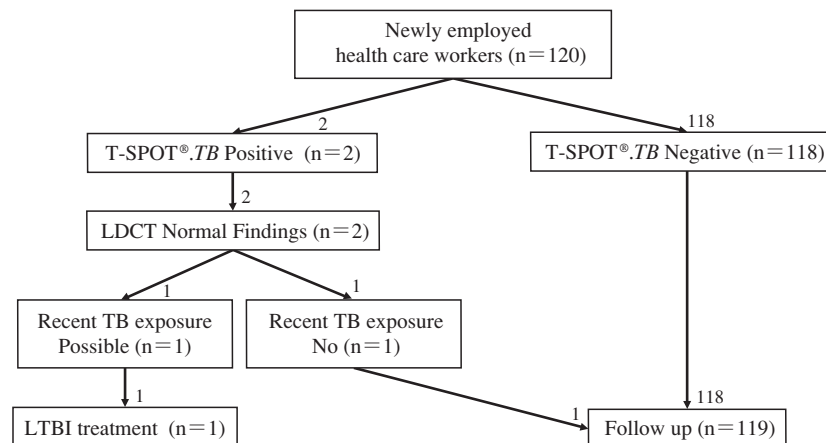 Newly employed
health care workers (n＝120)
2
118
T-SPOT®.TB Positive (n＝2)
T-SPOT®.TB Negative (n＝118)
2
LDCT Normal Findings (n＝2)
1
1
Recent TB exposure
Possible (n＝1)
Recent TB exposure
No (n＝1)
1
1
118
LTBI treatment (n＝1)
Follow up (n＝119)